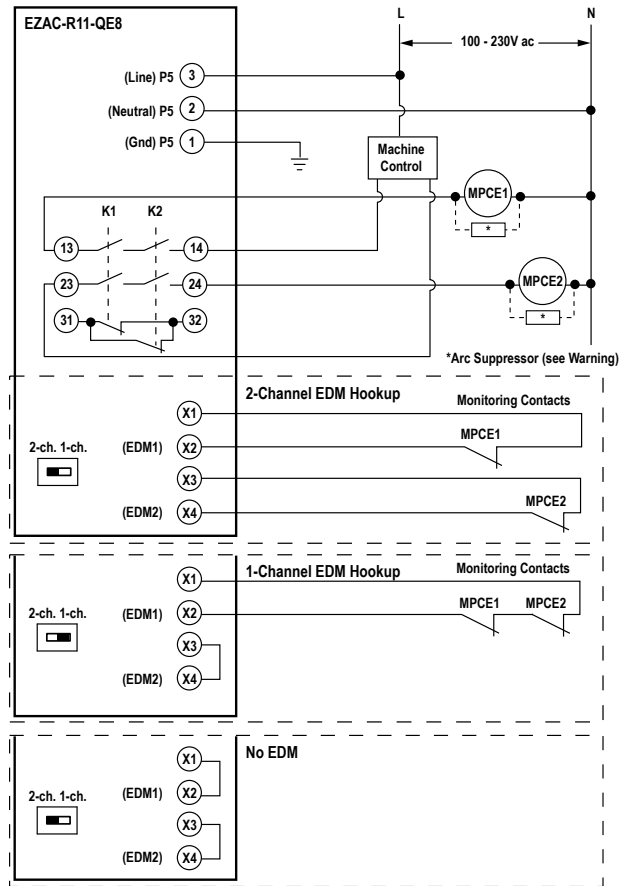 EZAC-R11-QE8
L
N
100 - 230V ac
(Line) P5 3
(Neutral) P5 2
(Gnd) P5 1
Machine
Control
MPCE1
*
K1 K2
13 14
23 24
MPCE2
*
31 32
*Arc Suppressor (see Warning)
2-Channel EDM Hookup
Monitoring Contacts
X1
MPCE1
2-ch. 1-ch.
(EDM1) X2
X3
MPCE2
(EDM2) X4
1-Channel EDM Hookup
Monitoring Contacts
X1
MPCE1 MPCE2
2-ch. 1-ch.
(EDM1) X2
X3
(EDM2) X4
No EDM
X1
2-ch. 1-ch.
(EDM1) X2
X3
(EDM2) X4